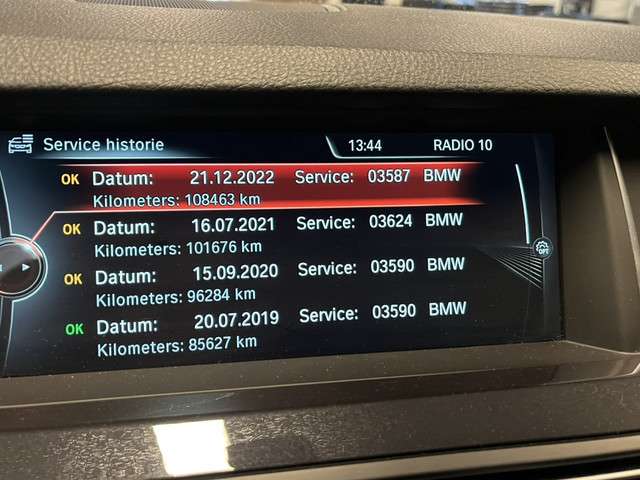 Service historie 13:44 RADIO 10
OK Datum: 21.12.2022 Service: 03587 BMW
Kilometers: 108463 km
OK Datum: 16.07.2021 Service: 03624 BMW
Kilometers: 101676 km
OK Datum: 15.09.2020 Service: 03590 BMW
Kilometers: 96284 km
OK Datum: 20.07.2019 Service: 03590 BMW
Kilometers: 85627 km